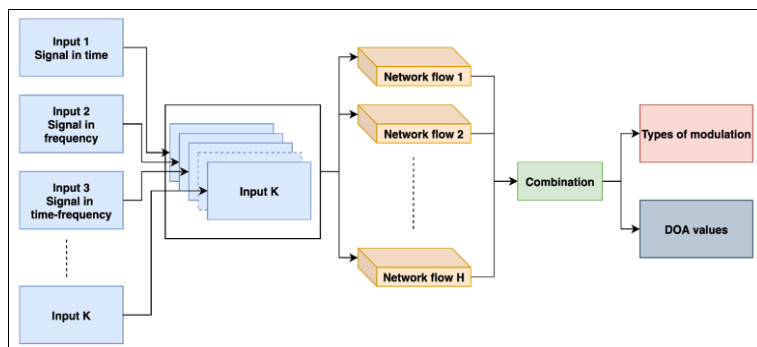 Input 1
Signal in time
Input 2
Signal in
frequency
Input 3
Signal in
time-frequency
Input K
Input K
Network flow 1
Network flow 2
Network flow H
Combination
Types of modulation
DOA values